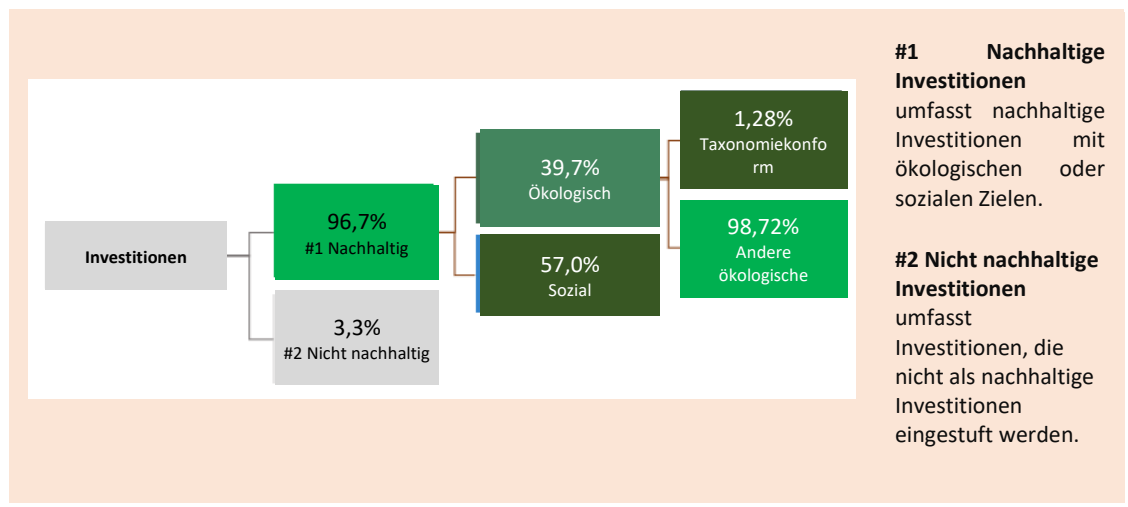 Investitionen
96,7%
#1 Nachhaltig
3,3%
#2 Nicht nachhaltig
39,7%
Ökologisch
57,0%
Sozial
1,28%
Taxonomiekonfo
rm
98,72%
Andere
ökologische
#1 Nachhaltige
Investitionen
umfasst nachhaltige
Investitionen mit
ökologischen oder
sozialen Zielen.
#2 Nicht nachhaltige
Investitionen
umfasst
Investitionen, die
nicht als nachhaltige
Investitionen
eingestuft werden.